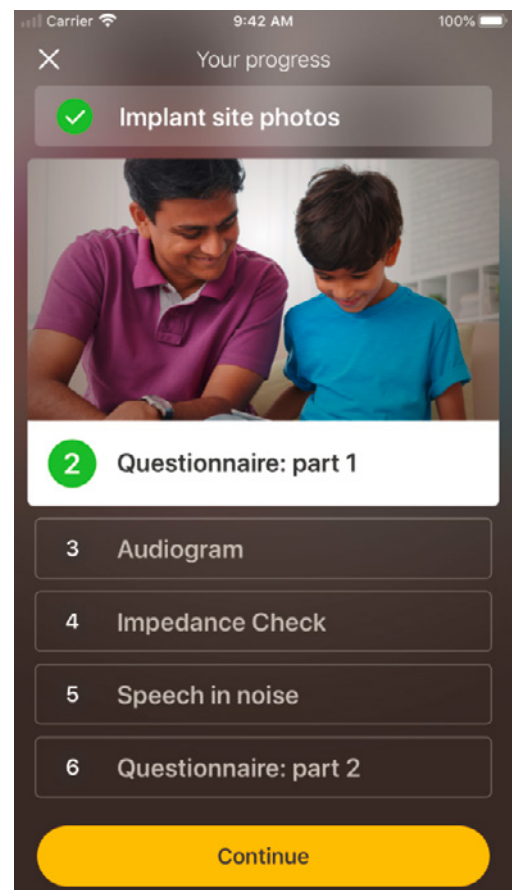 Carrier 9:42 AM 100%
Your progress
Implant site photos
2 Questionnaire: part 1
3 Audiogram
4 Impedance Check
5 Speech in noise
6 Questionnaire: part 2
Continue